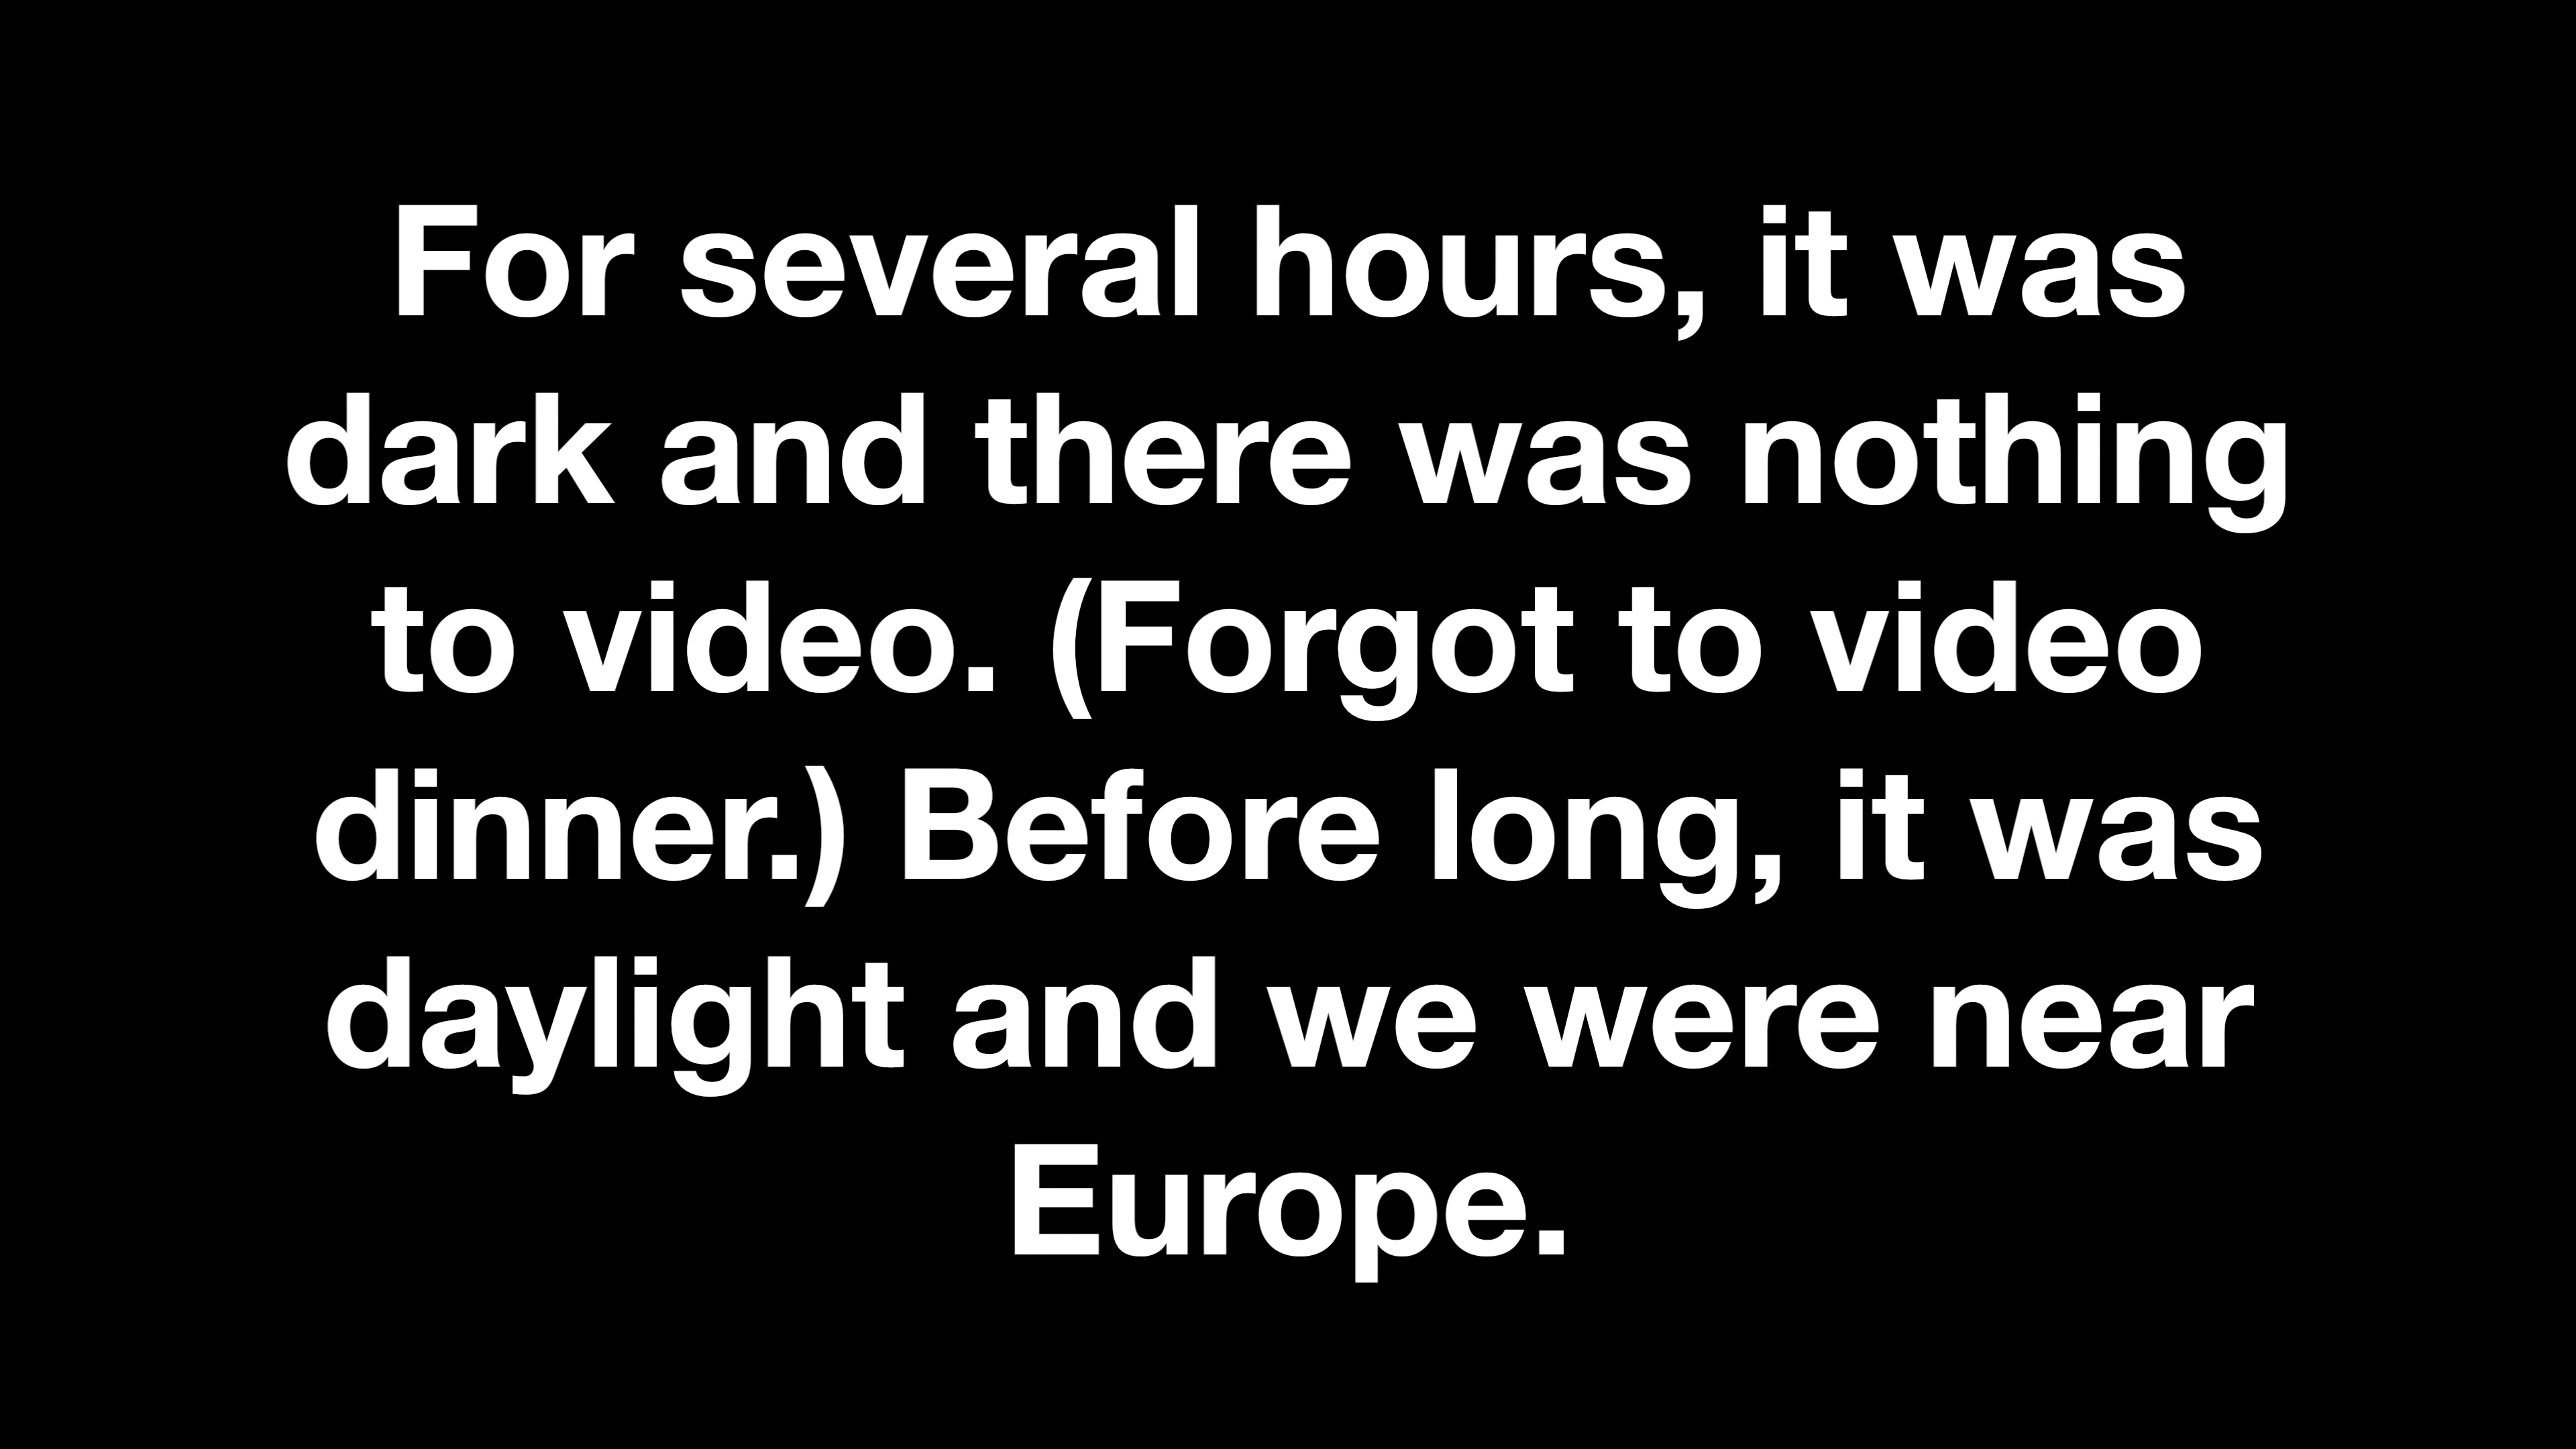 For several hours, it was
dark and there was nothing
to video. (Forgot to video
dinner.) Before long, it was
daylight and we were near
Europe.